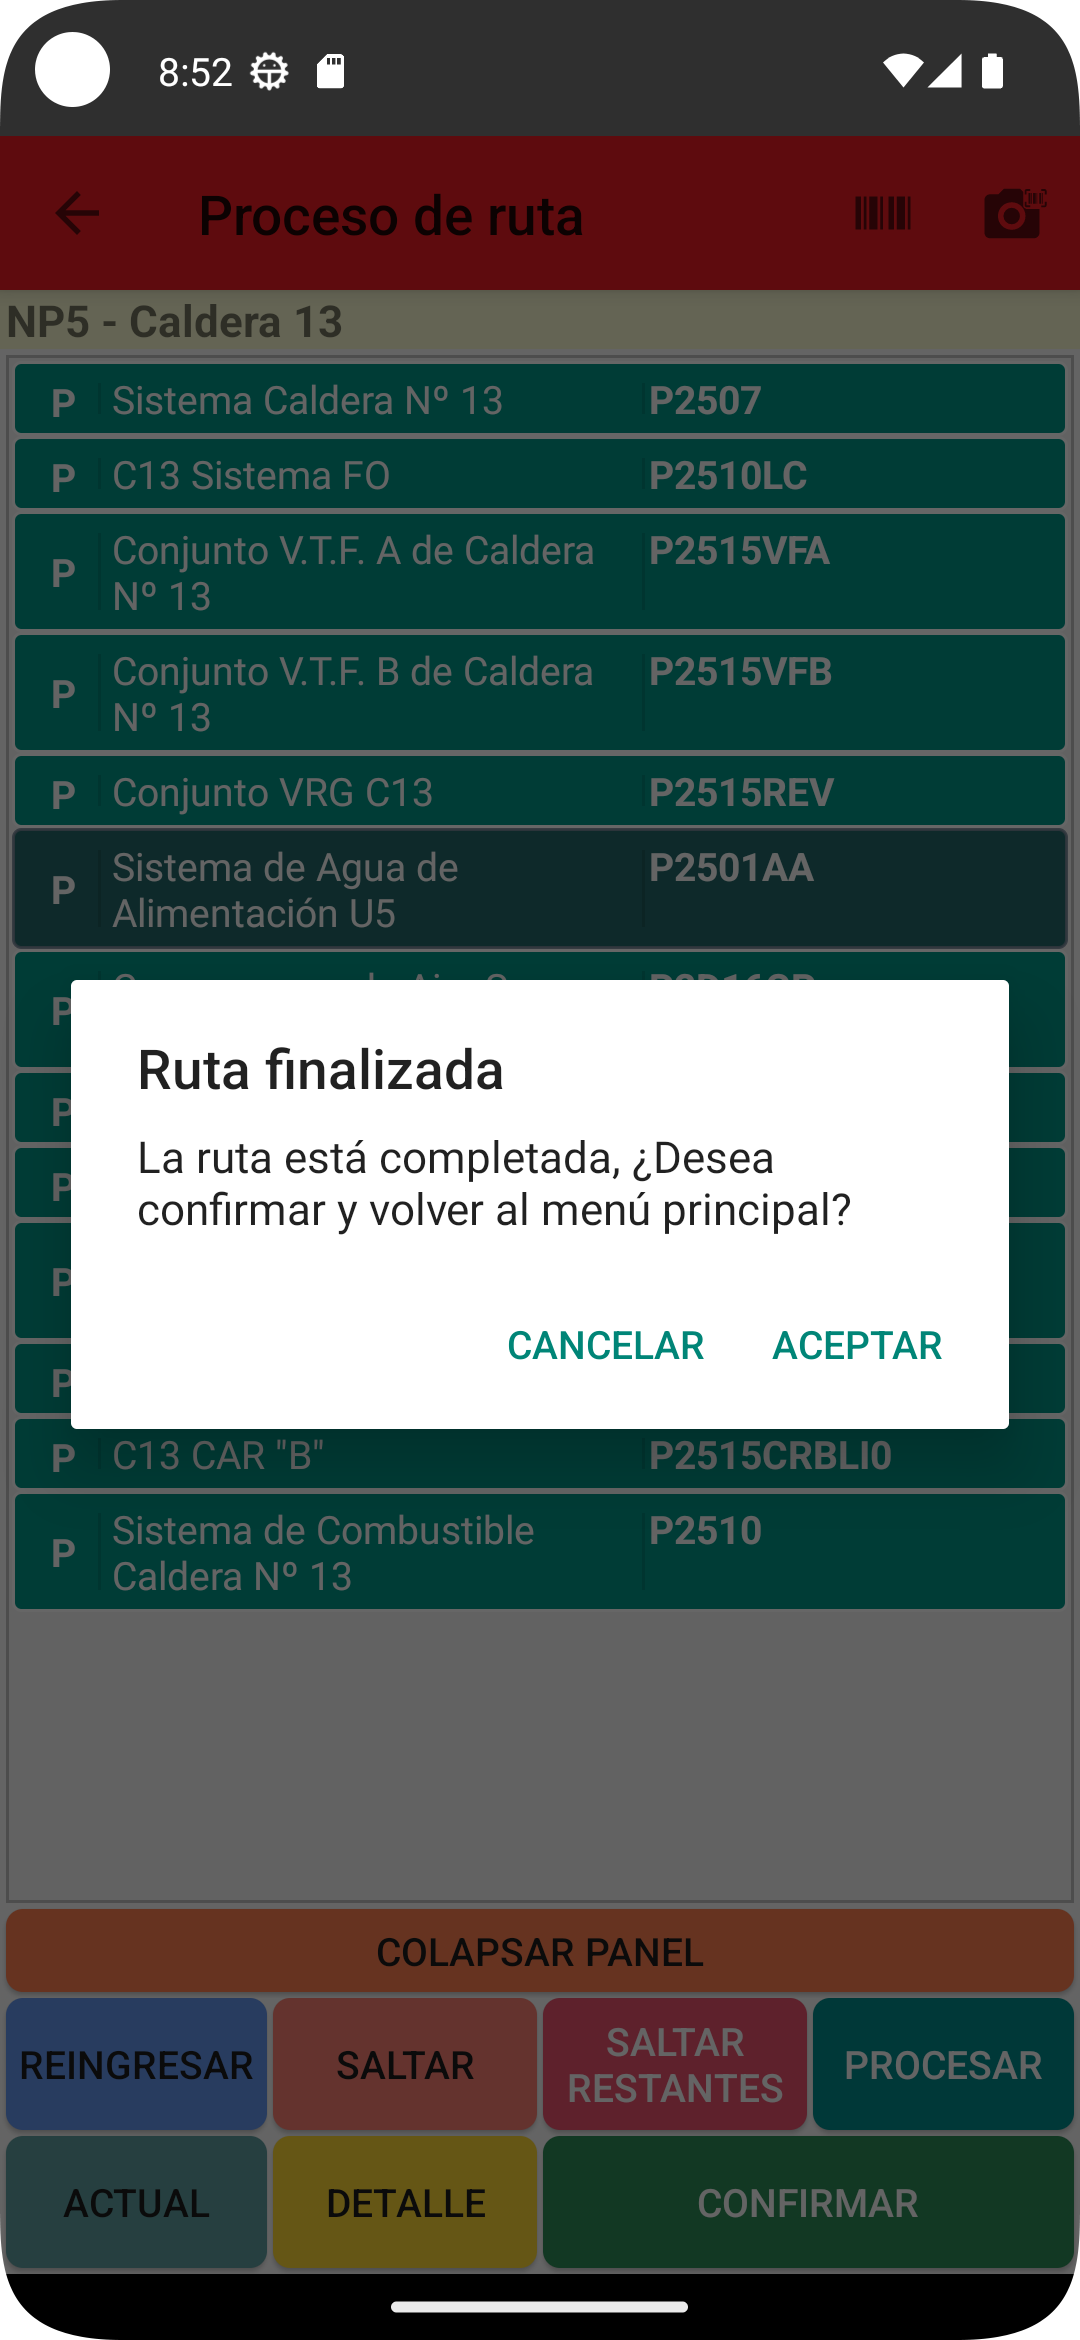 8:52
Proceso de ruta
NP5 - Caldera 13
P Sistema Caldera Nº 13 P2507
P C13 Sistema FO P2510LC
P Conjunto V.T.F. A de Caldera Nº 13 P2515VFA
P Conjunto V.T.F. B de Caldera Nº 13 P2515VFB
P Conjunto VRG C13 P2515REV
P Sistema de Agua de Alimentación U5 P2501AA
P
Ruta finalizada
La ruta está completada, ¿Desea
confirmar y volver al menú principal?
CANCELAR ACEPTAR
P
P
P
P
P C13 CAR "B" P2515CRBLI0
P Sistema de Combustible Caldera Nº 13 P2510
COLAPSAR PANEL
REINGRESAR SALTAR SALTAR RESTANTES PROCESAR
ACTUAL DETALLE CONFIRMAR